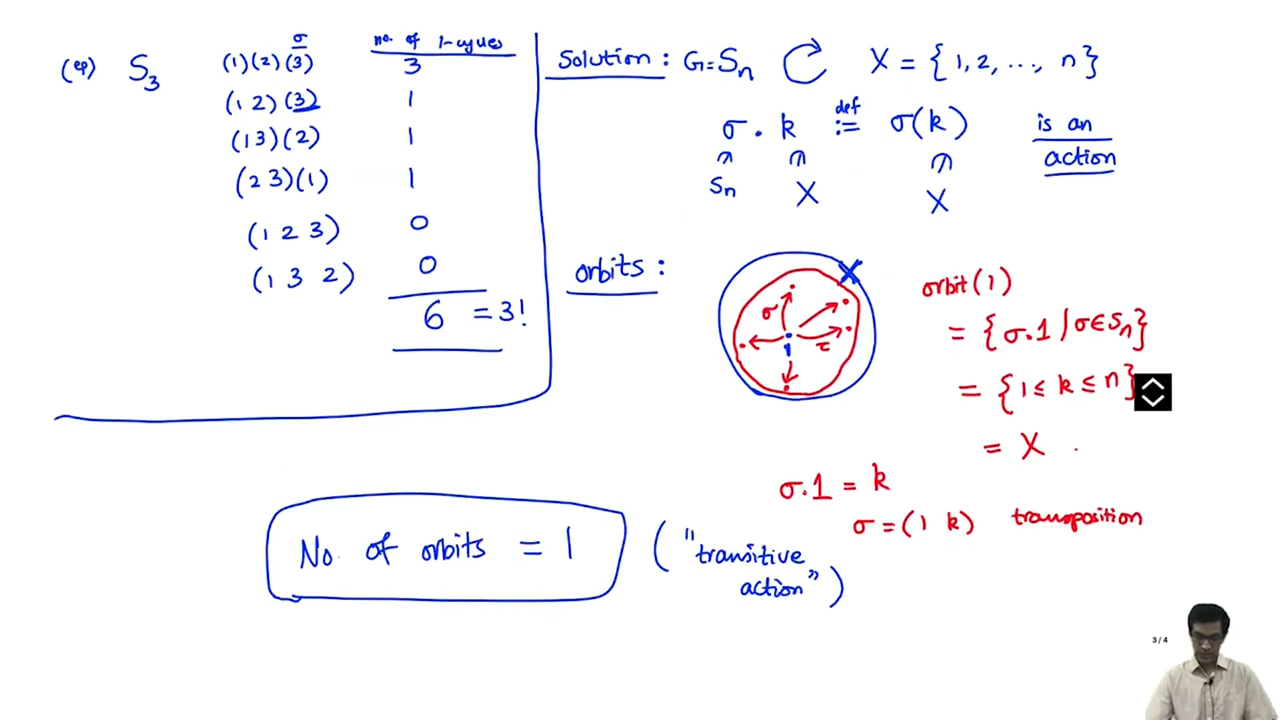 (eg) S₃
σ
no. of 1-cycles
(1)(2)(3) 3
(1 2)(3) 1
(1 3)(2) 1
(2 3)(1) 1
(1 2 3) 0
(1 3 2) 0
6 = 3!
Solution: G=Sₙ ↻ X = {1,2, ..., n}
σ . k :=def σ(k) is an action
Sₙ X X
orbits:
X
σ
1
τ
orbit(1)
= {σ.1 | σ∈Sₙ}
= {1 ≤ k ≤ n}
= X .
σ.1 = k
σ = (1 k) transposition
No. of orbits = 1 ("transitive
action")
3/4